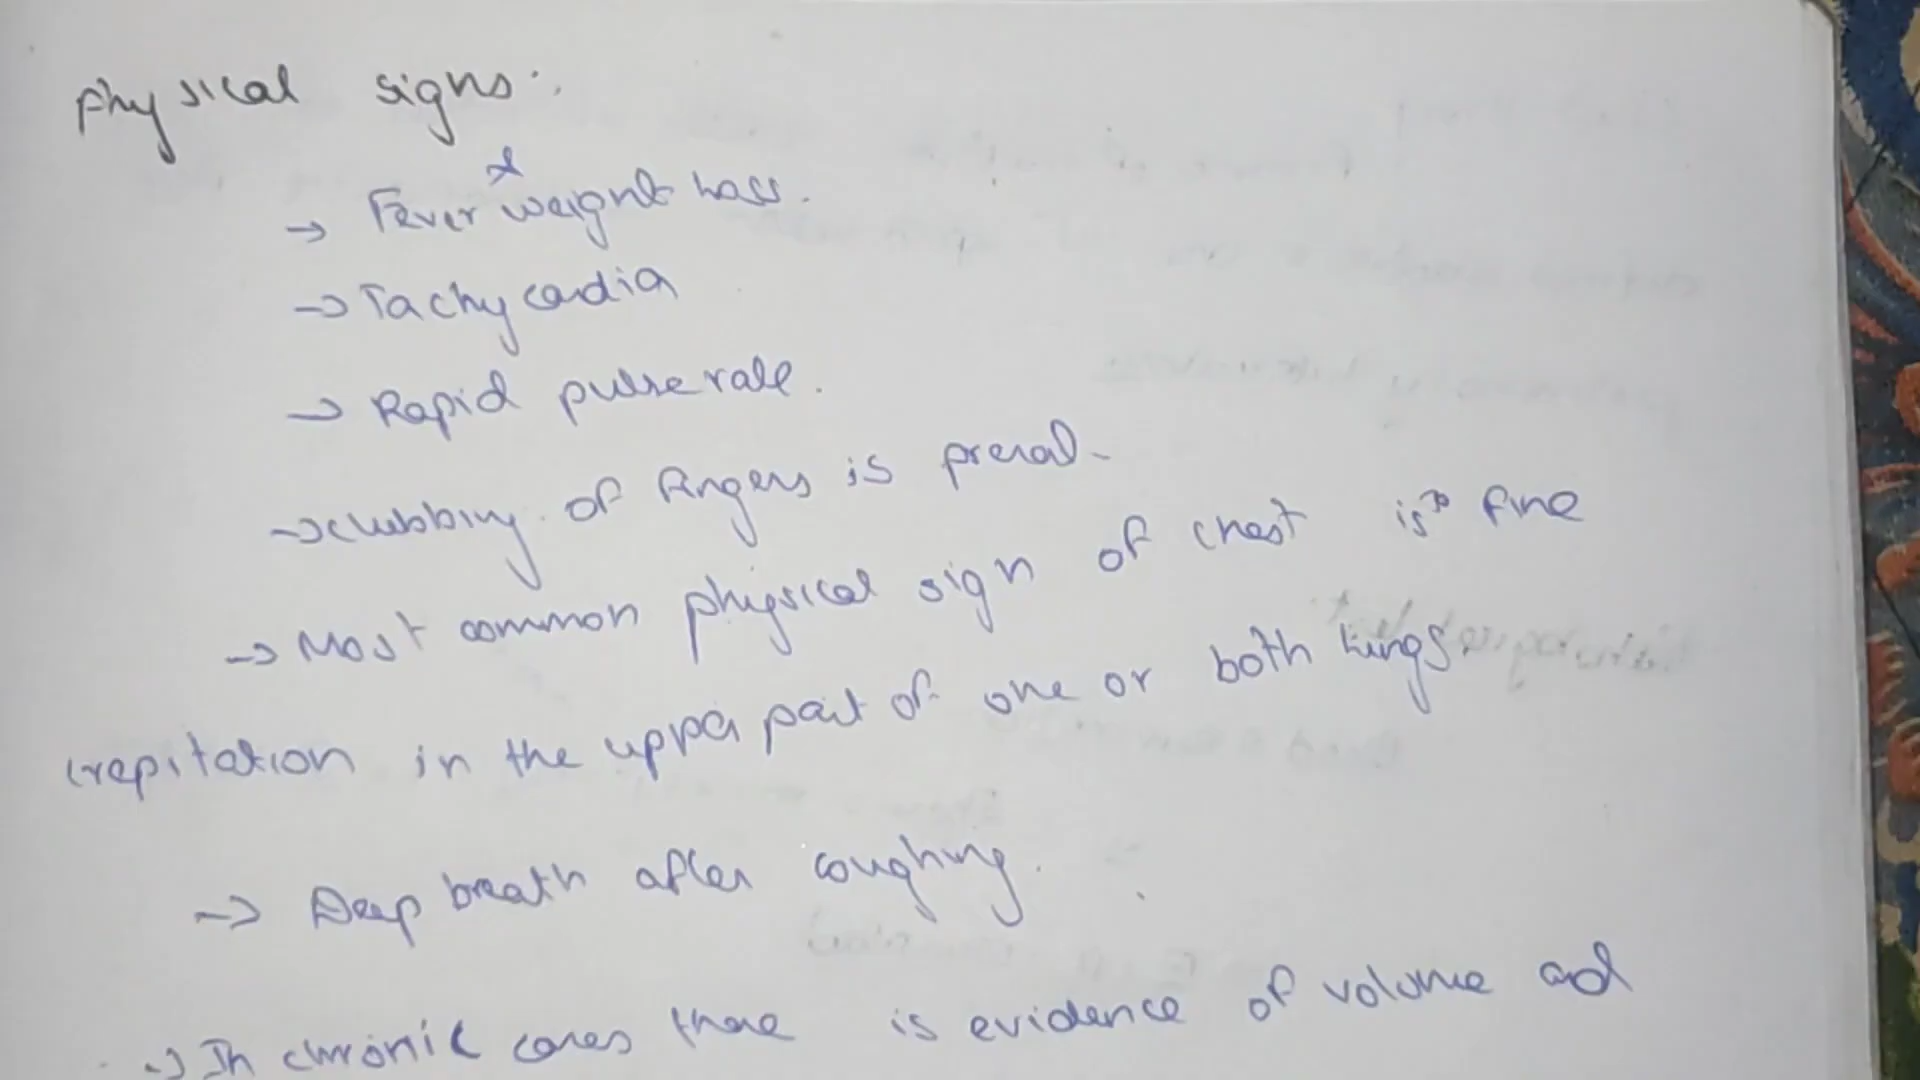 Physical signs:
→ Fever & weight loss.
→ Tachycardia
→ Rapid pulse rate.
→ clubbing of fingers is present.
→ Most common physical sign of chest is fine
crepitation in the upper part of one or both lungs.
→ Deep breath after coughing.
→ In chronic cases there is evidence of volume and